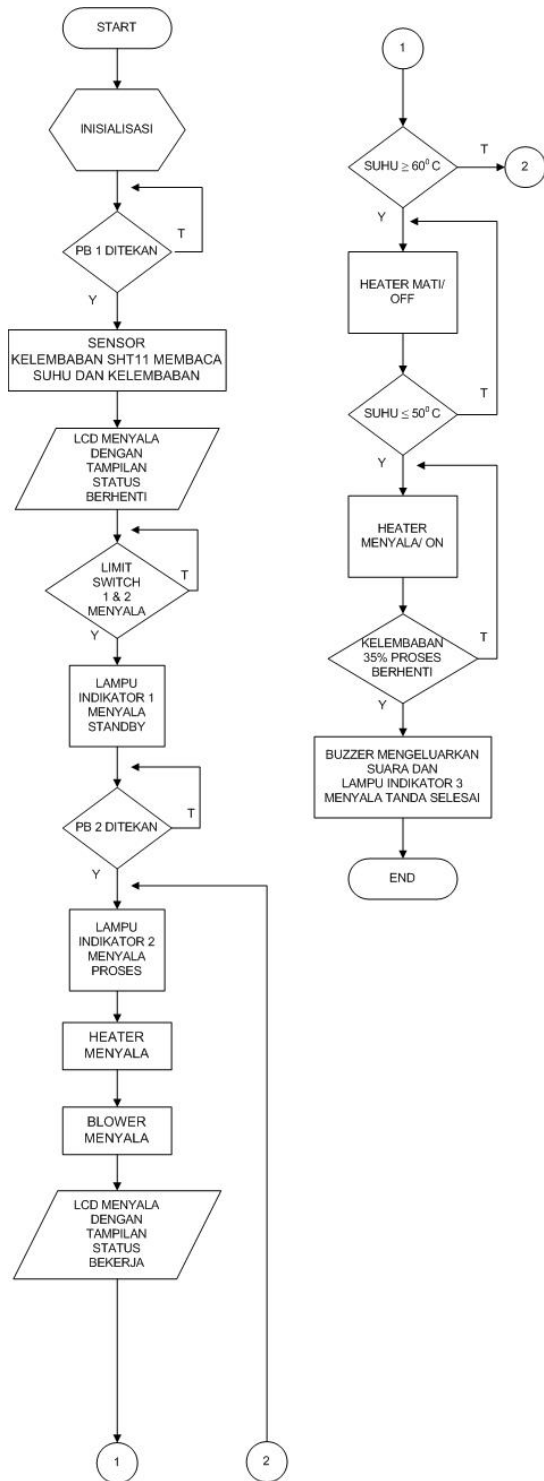 START
INISIALISASI
T
PB 1 DITEKAN
Y
SENSOR
KELEMBABAN SHT11 MEMBACA
SUHU DAN KELEMBABAN
LCD MENYALA
DENGAN
TAMPILAN
STATUS
BERHENTI
LIMIT
SWITCH
1 & 2
MENYALA
T
Y
LAMPU
INDIKATOR 1
MENYALA
STANDBY
T
PB 2 DITEKAN
Y
LAMPU
INDIKATOR 2
MENYALA
PROSES
HEATER
MENYALA
BLOWER
MENYALA
LCD MENYALA
DENGAN
TAMPILAN
STATUS
BEKERJA
1
2
1
SUHU ≥ 60⁰ C
T
2
Y
HEATER MATI/
OFF
SUHU ≤ 50⁰ C
T
Y
HEATER
MENYALA/ ON
KELEMBABAN
35% PROSES
BERHENTI
T
Y
BUZZER MENGELUARKAN
SUARA DAN
LAMPU INDIKATOR 3
MENYALA TANDA SELESAI
END